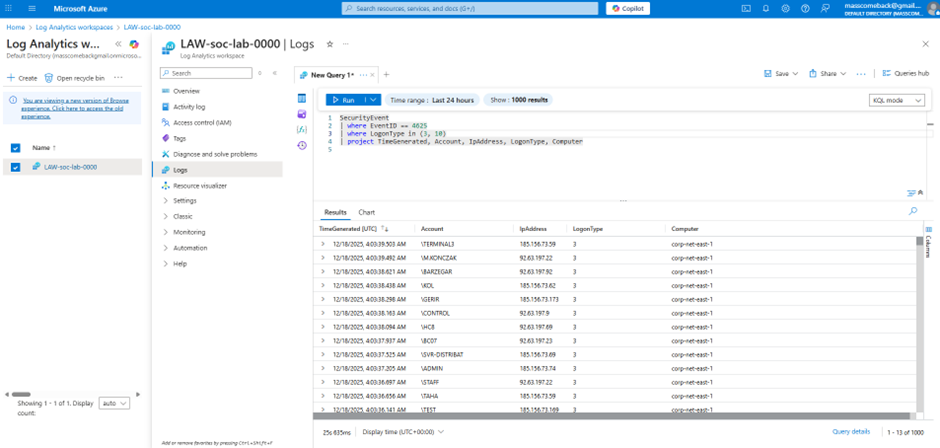 Microsoft Azure
Search resources, services, and docs (G+/)
Copilot
masscomeback@gmail....
DEFAULT DIRECTORY (MASSCOM...
Home > Log Analytics workspaces > LAW-soc-lab-0000
Log Analytics w...
Default Directory (masscomebackgmailonmicroso...
+ Create
Open recycle bin
...
You are viewing a new version of Browse
experience. Click here to access the old
experience.
Name ↑
LAW-soc-lab-0000
Showing 1 - 1 of 1. Display
count:
auto
LAW-soc-lab-0000 | Logs
Log Analytics workspace
Search
Overview
Activity log
Access control (IAM)
Tags
Diagnose and solve problems
Logs
Resource visualizer
Settings
Classic
Monitoring
Automation
Help
Add or remove favorites by pressing Ctrl+Shift+F
New Query 1*
Save
Share
...
Queries hub
Run
Time range : Last 24 hours
Show : 1000 results
KQL mode
1 SecurityEvent
2 | where EventID == 4625
3 | where LogonType in (3, 10)
4 | project TimeGenerated, Account, IpAddress, LogonType, Computer
5
Results Chart
TimeGenerated [UTC] Account IpAddress LogonType Computer
12/18/2025, 4:03:39.503 AM \TERMINAL3 185.156.73.59 3 corp-net-east-1
12/18/2025, 4:03:39.492 AM \M.KONCZAK 92.63.197.22 3 corp-net-east-1
12/18/2025, 4:03:38.621 AM \BARZEGAR 92.63.197.92 3 corp-net-east-1
12/18/2025, 4:03:38.438 AM \KOL 185.156.73.62 3 corp-net-east-1
12/18/2025, 4:03:38.298 AM \GERIR 185.156.73.173 3 corp-net-east-1
12/18/2025, 4:03:38.163 AM \CONTROL 92.63.197.9 3 corp-net-east-1
12/18/2025, 4:03:38.094 AM \HC8 92.63.197.69 3 corp-net-east-1
12/18/2025, 4:03:37.937 AM \BC07 92.63.197.23 3 corp-net-east-1
12/18/2025, 4:03:37.525 AM \SVR-DISTRIBAT 185.156.73.69 3 corp-net-east-1
12/18/2025, 4:03:37.205 AM \ADMIN 185.156.73.74 3 corp-net-east-1
12/18/2025, 4:03:36.697 AM \STAFF 92.63.197.22 3 corp-net-east-1
12/18/2025, 4:03:36.656 AM \TAHA 185.156.73.59 3 corp-net-east-1
12/18/2025, 4:03:36.141 AM \TEST 185.156.73.169 3 corp-net-east-1
Columns
25s 635ms
Display time (UTC+00:00)
Query details
1 - 13 of 1000